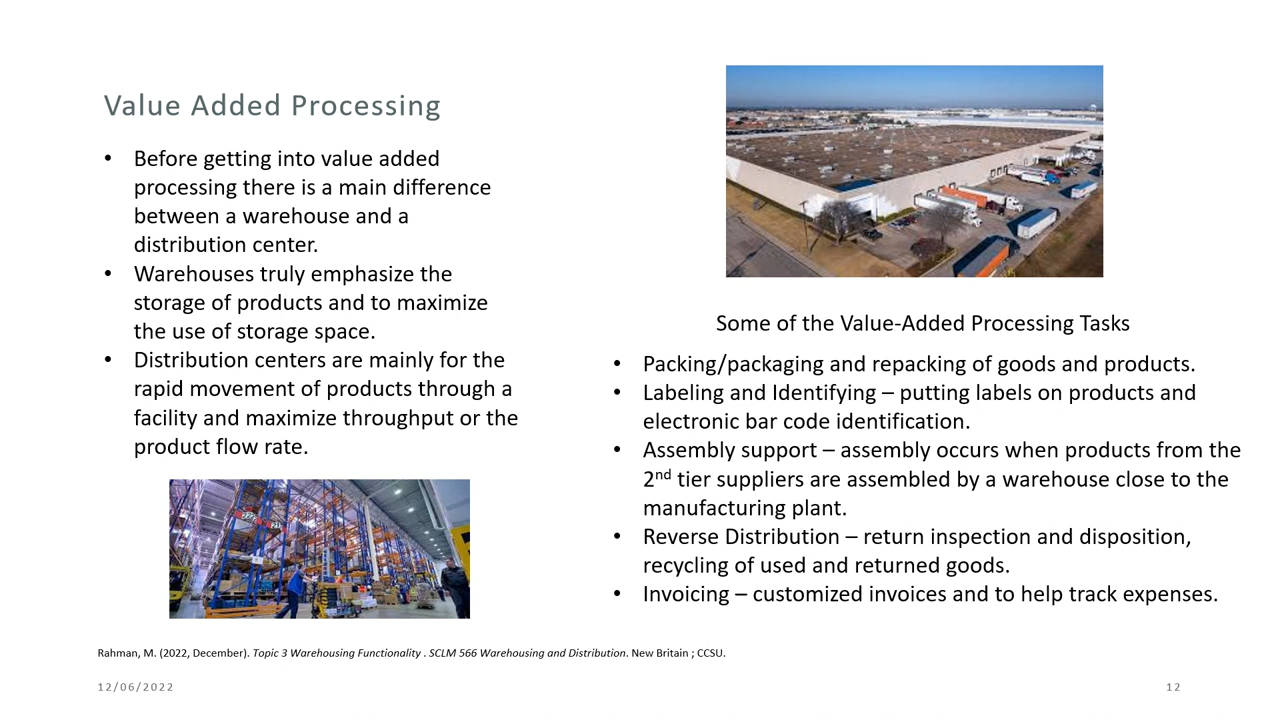 Value Added Processing
• Before getting into value added
processing there is a main difference
between a warehouse and a
distribution center.
• Warehouses truly emphasize the
storage of products and to maximize
the use of storage space.
• Distribution centers are mainly for the
rapid movement of products through a
facility and maximize throughput or the
product flow rate.
Some of the Value-Added Processing Tasks
• Packing/packaging and repacking of goods and products.
• Labeling and Identifying – putting labels on products and
electronic bar code identification.
• Assembly support – assembly occurs when products from the
2nd tier suppliers are assembled by a warehouse close to the
manufacturing plant.
• Reverse Distribution – return inspection and disposition,
recycling of used and returned goods.
• Invoicing – customized invoices and to help track expenses.
Rahman, M. (2022, December). Topic 3 Warehousing Functionality . SCLM 566 Warehousing and Distribution. New Britain ; CCSU.
12/06/2022
12